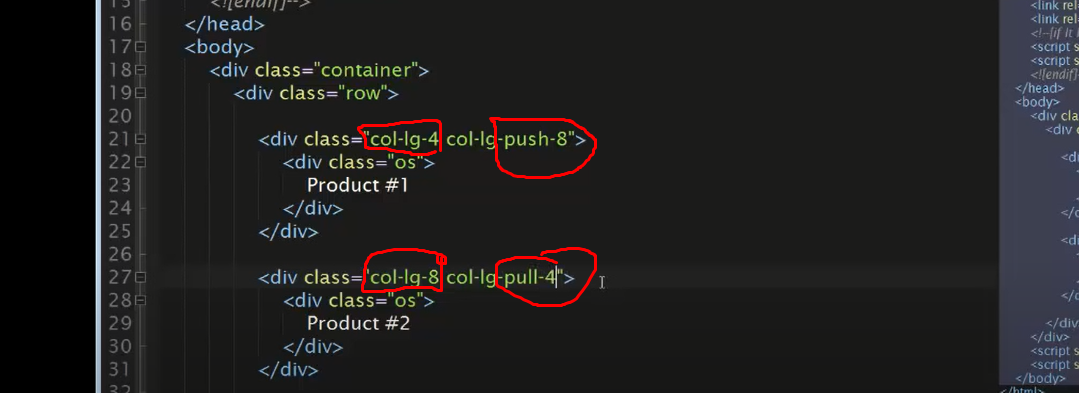 15 <![endif]-->
16 </head>
17 <body>
18 <div class="container">
19 <div class="row">
20
21 <div class="col-lg-4 col-lg-push-8">
22 <div class="os">
23 Product #1
24 </div>
25 </div>
26
27 <div class="col-lg-8 col-lg-pull-4">
28 <div class="os">
29 Product #2
30 </div>
31 </div>
32
<link rel=
<link rel=
<!--[if lt
<script s
<script s
<![endif]-
</head>
<body>
<div cla
<div c
<di
<
</d
<di
<
</d
</div
</div>
<script s
<script s
</body>
</html>